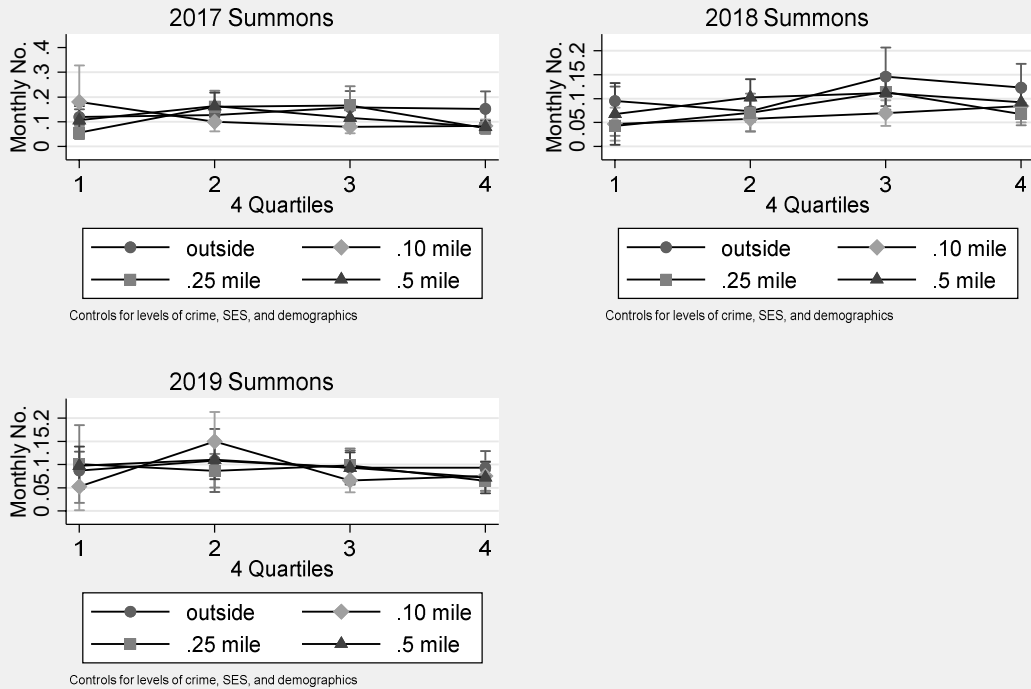 2017 Summons
Monthly No.
0 .1 .2 .3 .4
1 2 3 4
4 Quartiles
outside .10 mile
.25 mile .5 mile
Controls for levels of crime, SES, and demographics
2018 Summons
Monthly No.
0 .05 .1 .15 .2
1 2 3 4
4 Quartiles
outside .10 mile
.25 mile .5 mile
Controls for levels of crime, SES, and demographics
2019 Summons
Monthly No.
0 .05 .1 .15 .2
1 2 3 4
4 Quartiles
outside .10 mile
.25 mile .5 mile
Controls for levels of crime, SES, and demographics